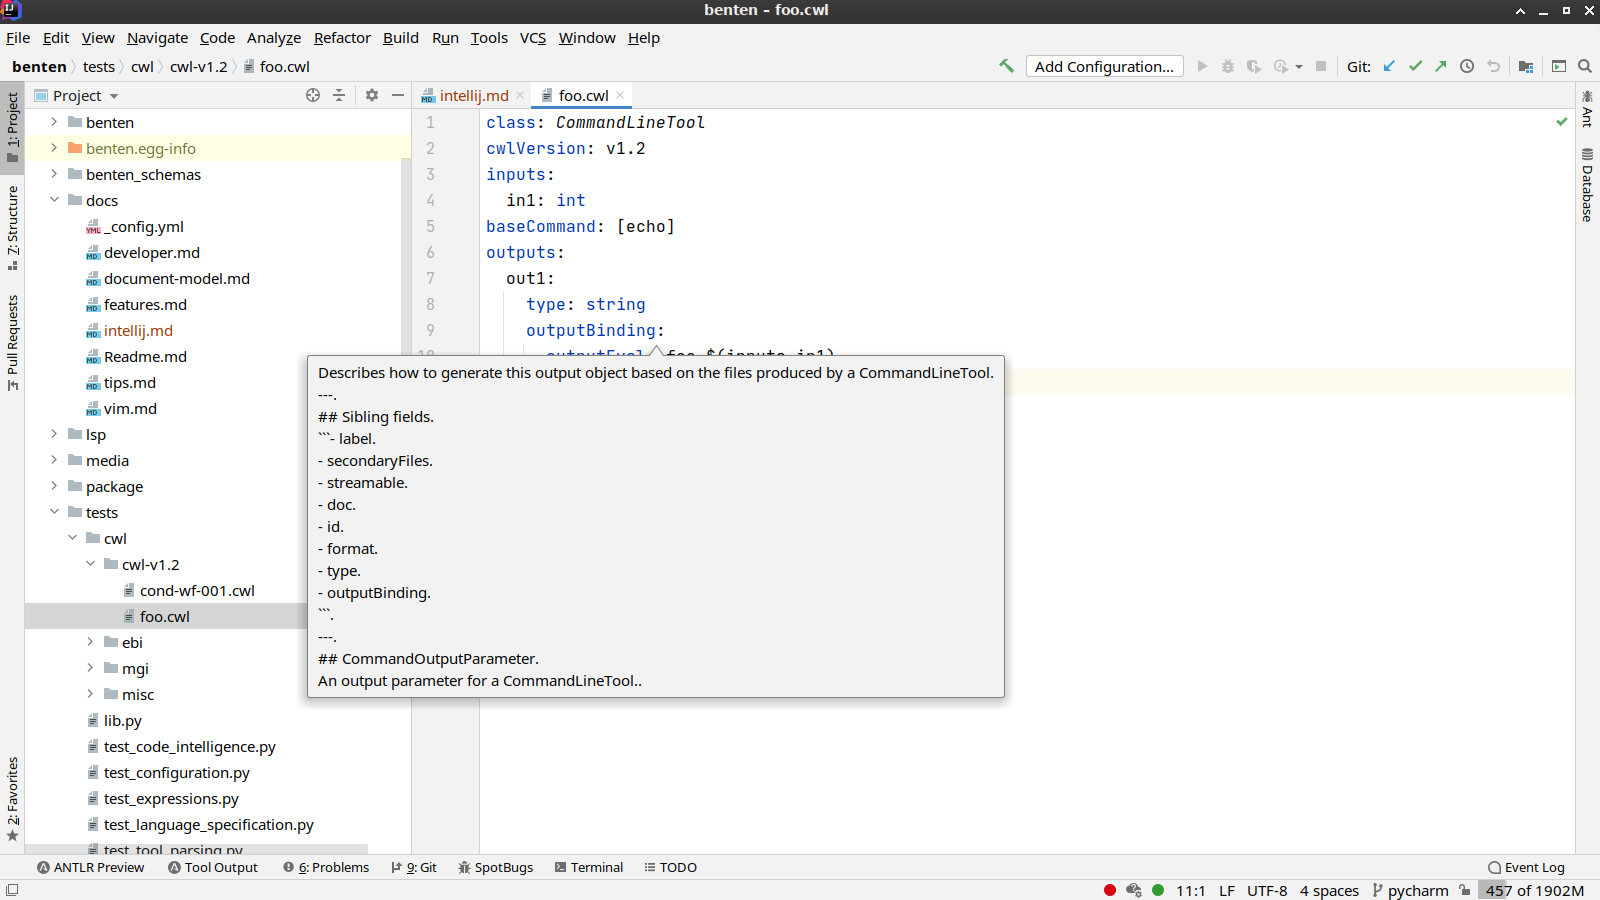 benten – foo.cwl
File Edit View Navigate Code Analyze Refactor Build Run Tools VCS Window Help
benten tests cwl cwl-v1.2 foo.cwl Add Configuration... Git:
1: Project
7: Structure
Pull Requests
2: Favorites
Project
benten
benten.egg-info
benten_schemas
docs
_config.yml
developer.md
document-model.md
features.md
intellij.md
Readme.md
tips.md
vim.md
lsp
media
package
tests
cwl
cwl-v1.2
cond-wf-001.cwl
foo.cwl
ebi
mgi
misc
lib.py
test_code_intelligence.py
test_configuration.py
test_expressions.py
test_language_specification.py
test_tool_parsing.py
intellij.md foo.cwl
1 class: CommandLineTool
2 cwlVersion: v1.2
3 inputs:
4 in1: int
5 baseCommand: [echo]
6 outputs:
7 out1:
8 type: string
9 outputBinding:
10 outputEval: foo $(inputs.in1)
Describes how to generate this output object based on the files produced by a CommandLineTool.
---.
## Sibling fields.
```- label.
- secondaryFiles.
- streamable.
- doc.
- id.
- format.
- type.
- outputBinding.
```.
---.
## CommandOutputParameter.
An output parameter for a CommandLineTool..
Ant
Database
ANTLR Preview Tool Output 6: Problems 9: Git SpotBugs Terminal TODO Event Log
11:1 LF UTF-8 4 spaces pycharm 457 of 1902M